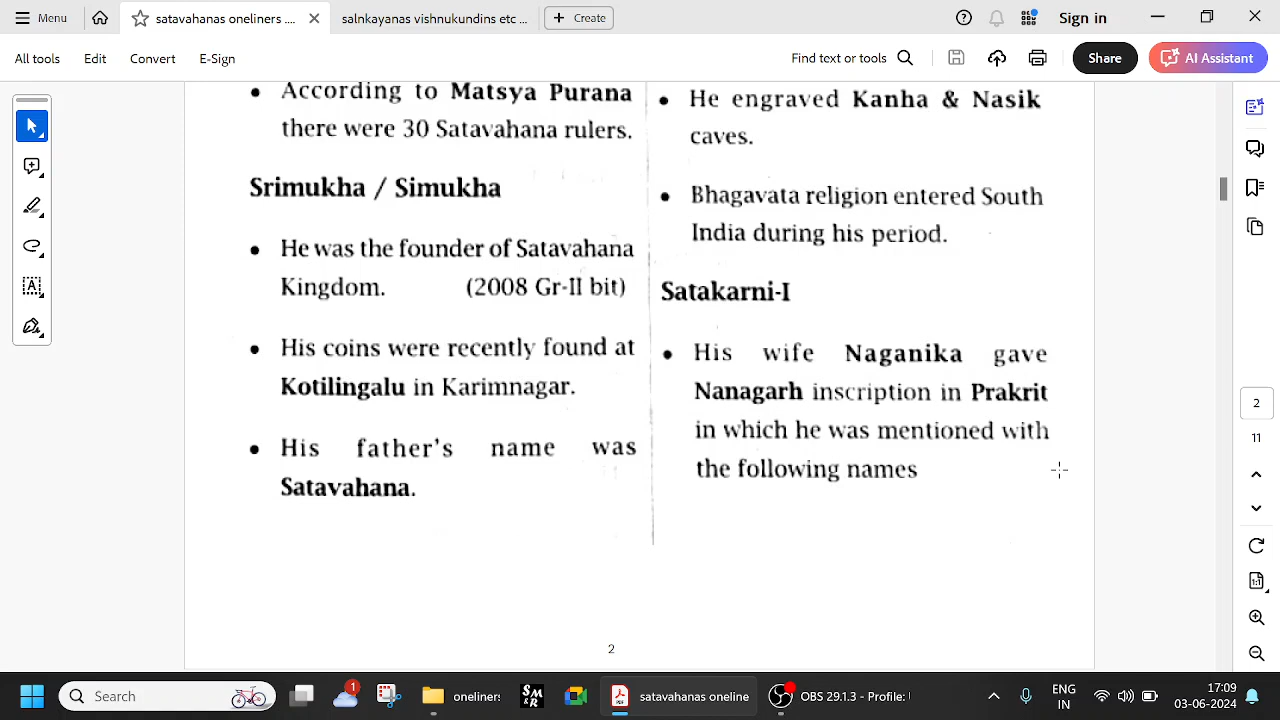 Menu
satavahanas oneliners ....
salnkayanas vishnukundins etc ...
Create
Sign in
All tools
Edit
Convert
E-Sign
Find text or tools
Share
AI Assistant
• According to Matsya Purana
there were 30 Satavahana rulers.
Srimukha / Simukha
• He was the founder of Satavahana
Kingdom. (2008 Gr-II bit)
• His coins were recently found at
Kotilingalu in Karimnagar.
• His father's name was
Satavahana.
• He engraved Kanha & Nasik
caves.
• Bhagavata religion entered South
India during his period.
Satakarni-I
• His wife Naganika gave
Nanagarh inscription in Prakrit
in which he was mentioned with
the following names
2
2
11
1:1
Search
1
oneliners
SM
&R
satavahanas oneline
OBS 29.1.3 - Profile:
ENG
IN
17:09
03-06-2024